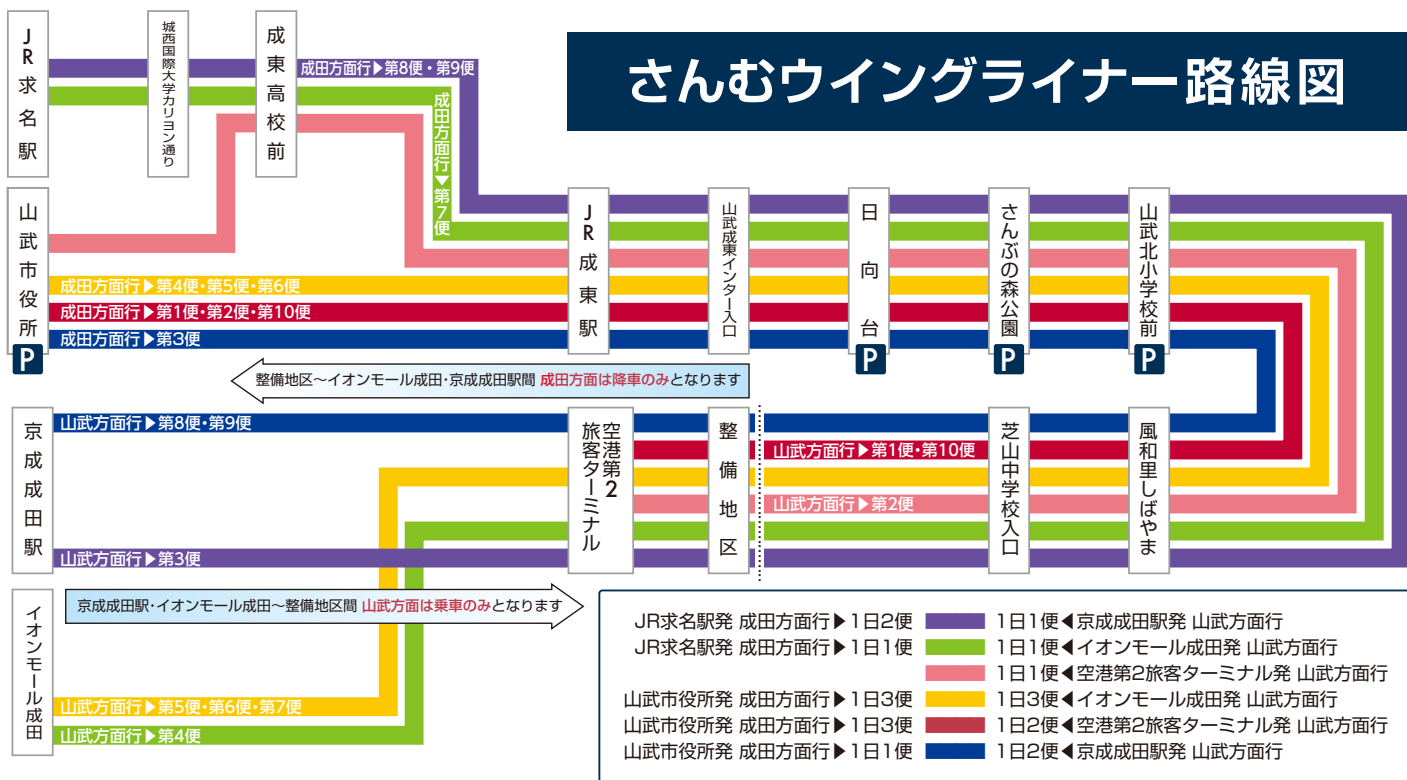 さんむウイングライナー路線図
JR求名駅
城西国際大学カリヨン通り
成東高校前
成田方面行▶第8便・第9便
成田方面行▶第7便
山武市役所
P
成田方面行▶第4便・第5便・第6便
成田方面行▶第1便・第2便・第10便
成田方面行▶第3便
JR成東駅
山武成東インター入口
日向台
P
さんぶの森公園
P
山武北小学校前
P
整備地区～イオンモール成田・京成成田駅間 成田方面は降車のみとなります
京成成田駅
山武方面行▶第8便・第9便
山武方面行▶第3便
空港第2
旅客ターミナル
整備地区
山武方面行▶第1便・第10便
山武方面行▶第2便
芝山中学校入口
風和里しばやま
京成成田駅・イオンモール成田～整備地区間 山武方面は乗車のみとなります
イオンモール成田
山武方面行▶第5便・第6便・第7便
山武方面行▶第4便
JR求名駅発 成田方面行▶1日2便 1日1便◀京成成田駅発 山武方面行
JR求名駅発 成田方面行▶1日1便 1日1便◀イオンモール成田発 山武方面行
1日1便◀空港第2旅客ターミナル発 山武方面行
山武市役所発 成田方面行▶1日3便 1日3便◀イオンモール成田発 山武方面行
山武市役所発 成田方面行▶1日3便 1日2便◀空港第2旅客ターミナル発 山武方面行
山武市役所発 成田方面行▶1日1便 1日2便◀京成成田駅発 山武方面行